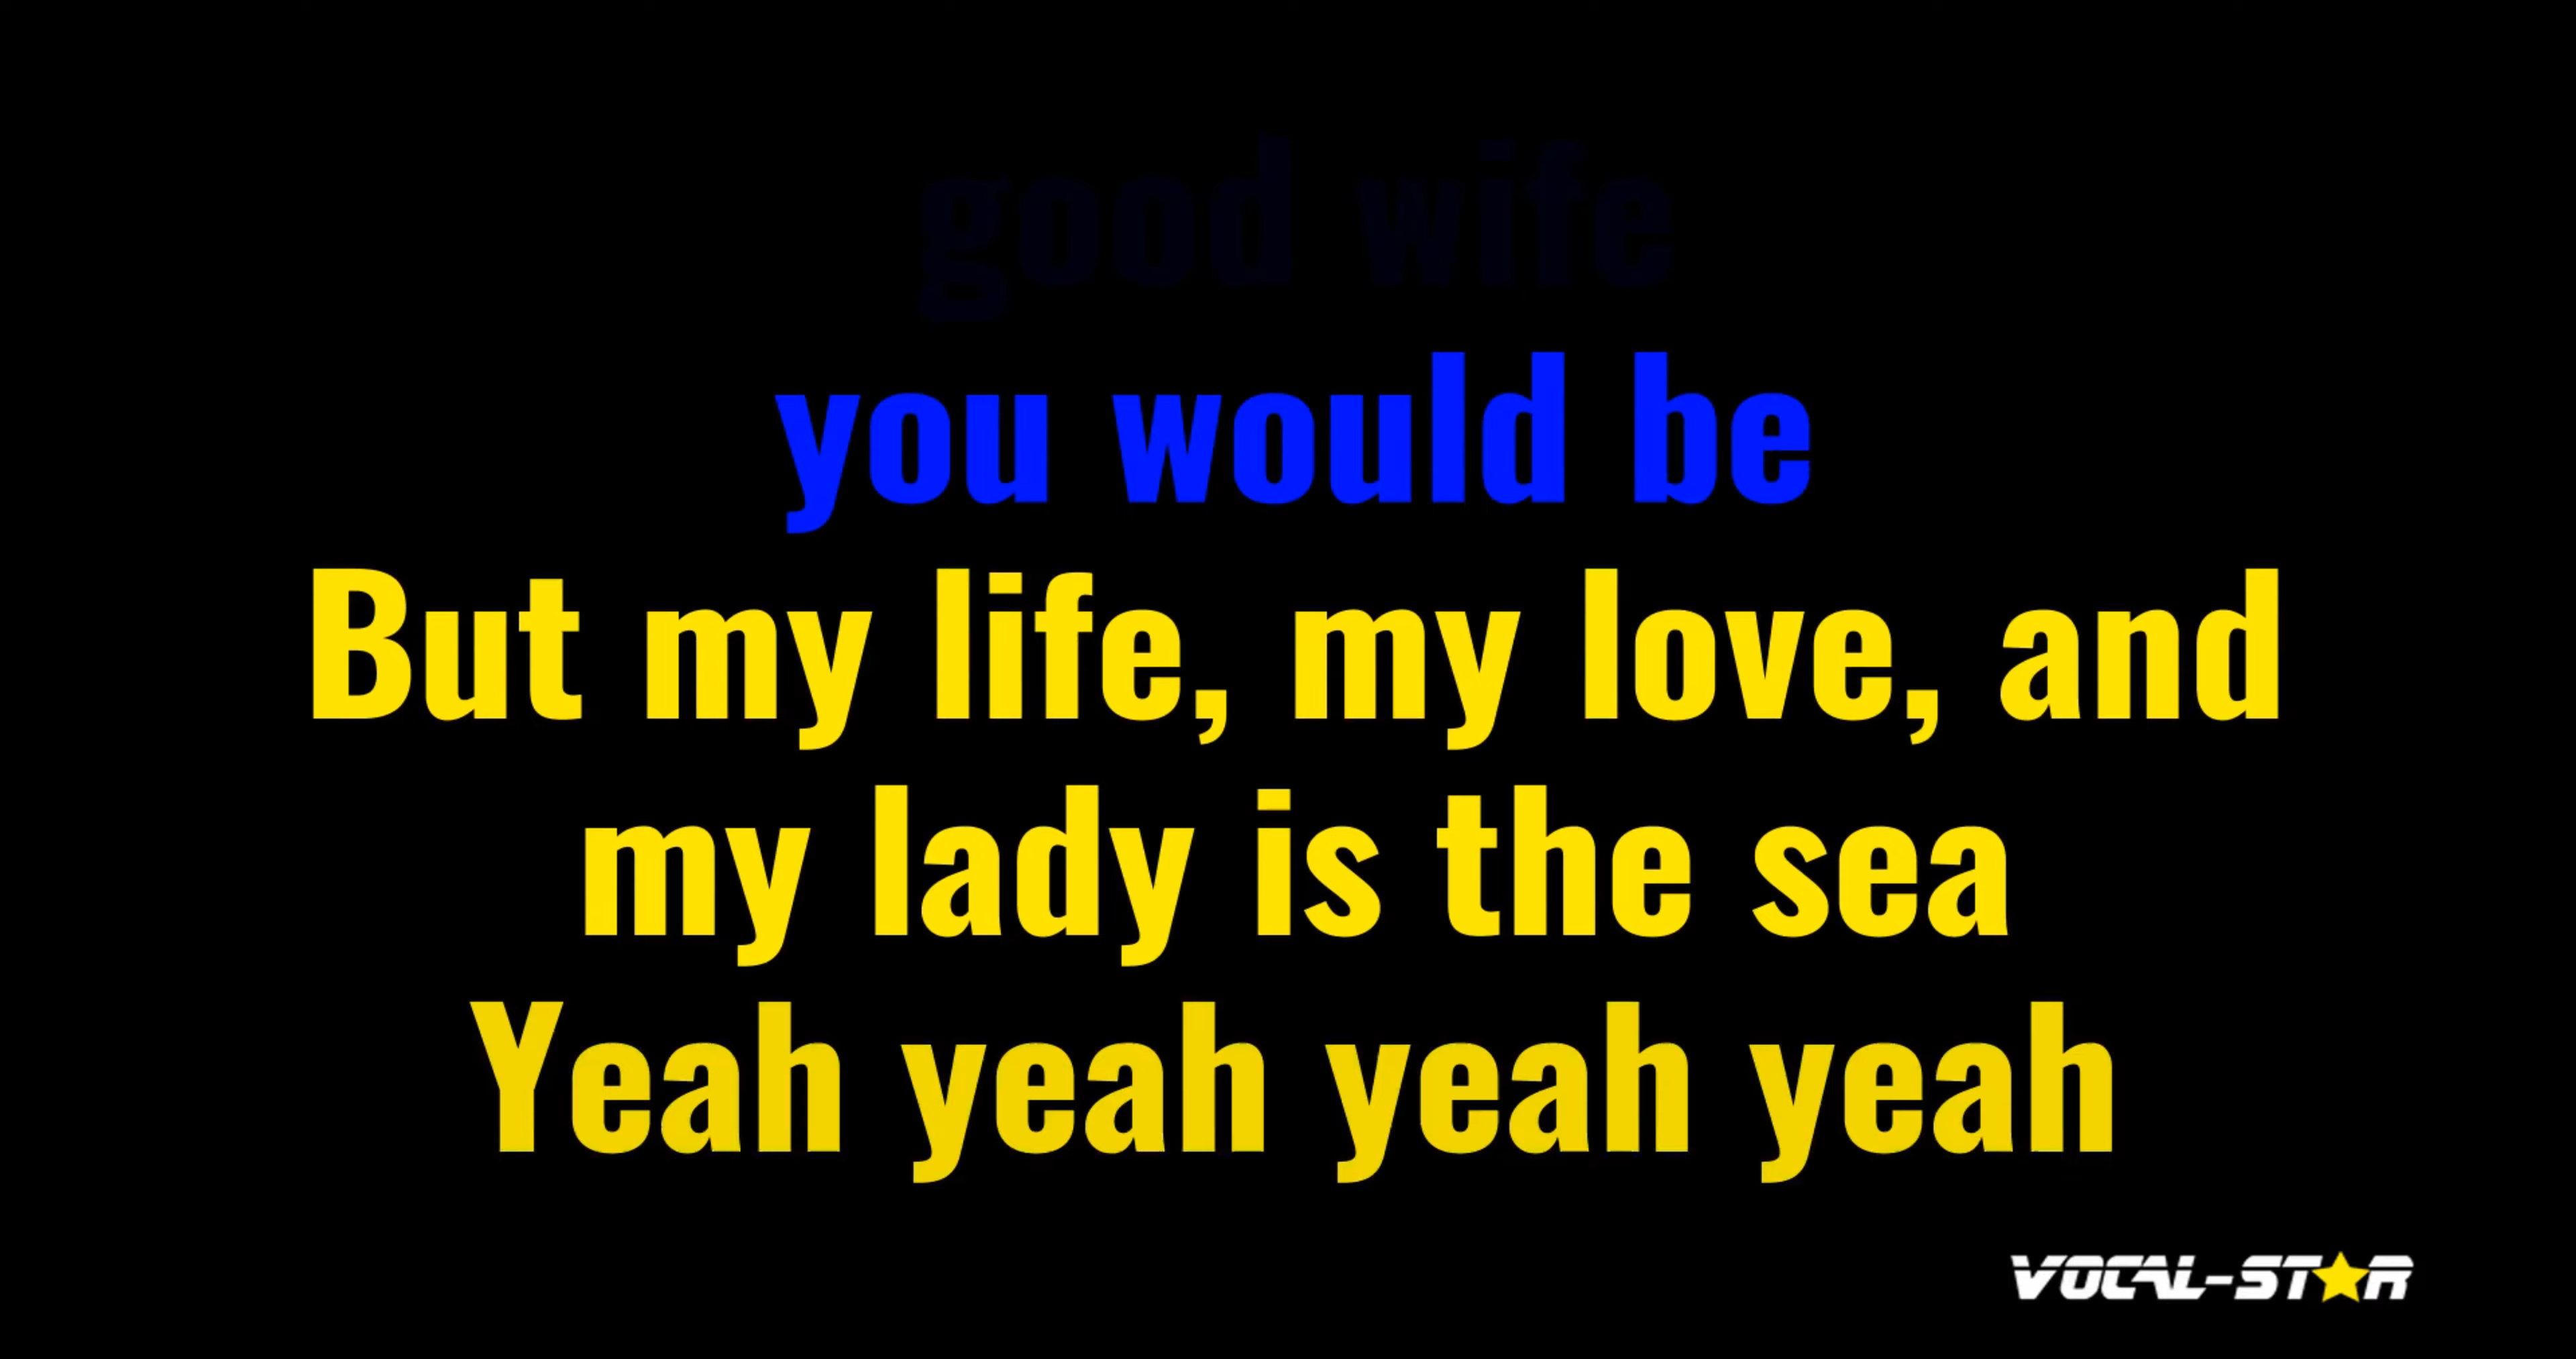 good wife
you would be
But my life, my love, and
my lady is the sea
Yeah yeah yeah yeah
VOCAL-STAR